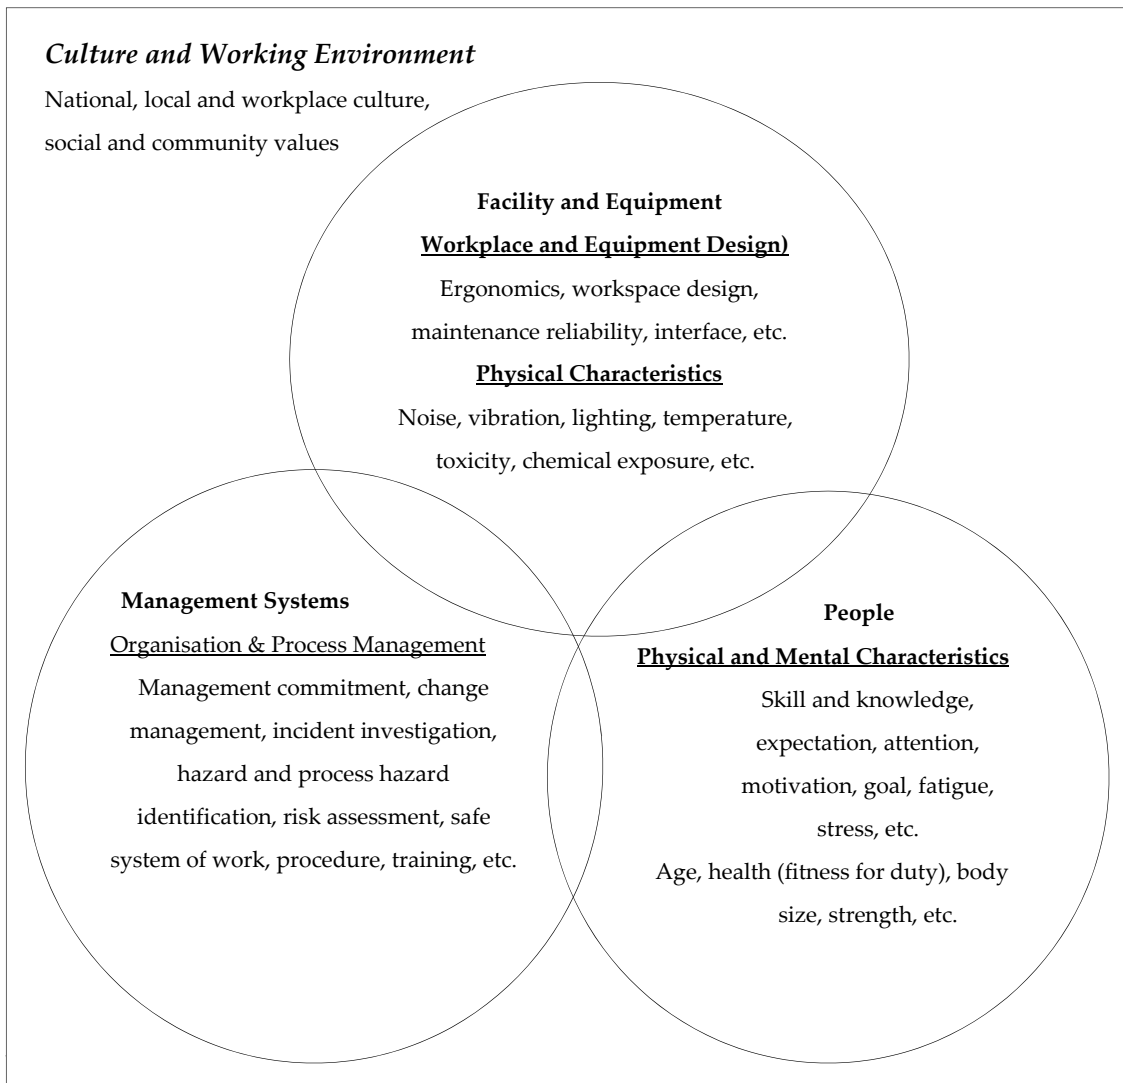 Culture and Working Environment
National, local and workplace culture,
social and community values
Facility and Equipment
Workplace and Equipment Design)
Ergonomics, workspace design,
maintenance reliability, interface, etc.
Physical Characteristics
Noise, vibration, lighting, temperature,
toxicity, chemical exposure, etc.
Management Systems
Organisation & Process Management
Management commitment, change
management, incident investigation,
hazard and process hazard
identification, risk assessment, safe
system of work, procedure, training, etc.
People
Physical and Mental Characteristics
Skill and knowledge,
expectation, attention,
motivation, goal, fatigue,
stress, etc.
Age, health (fitness for duty), body
size, strength, etc.